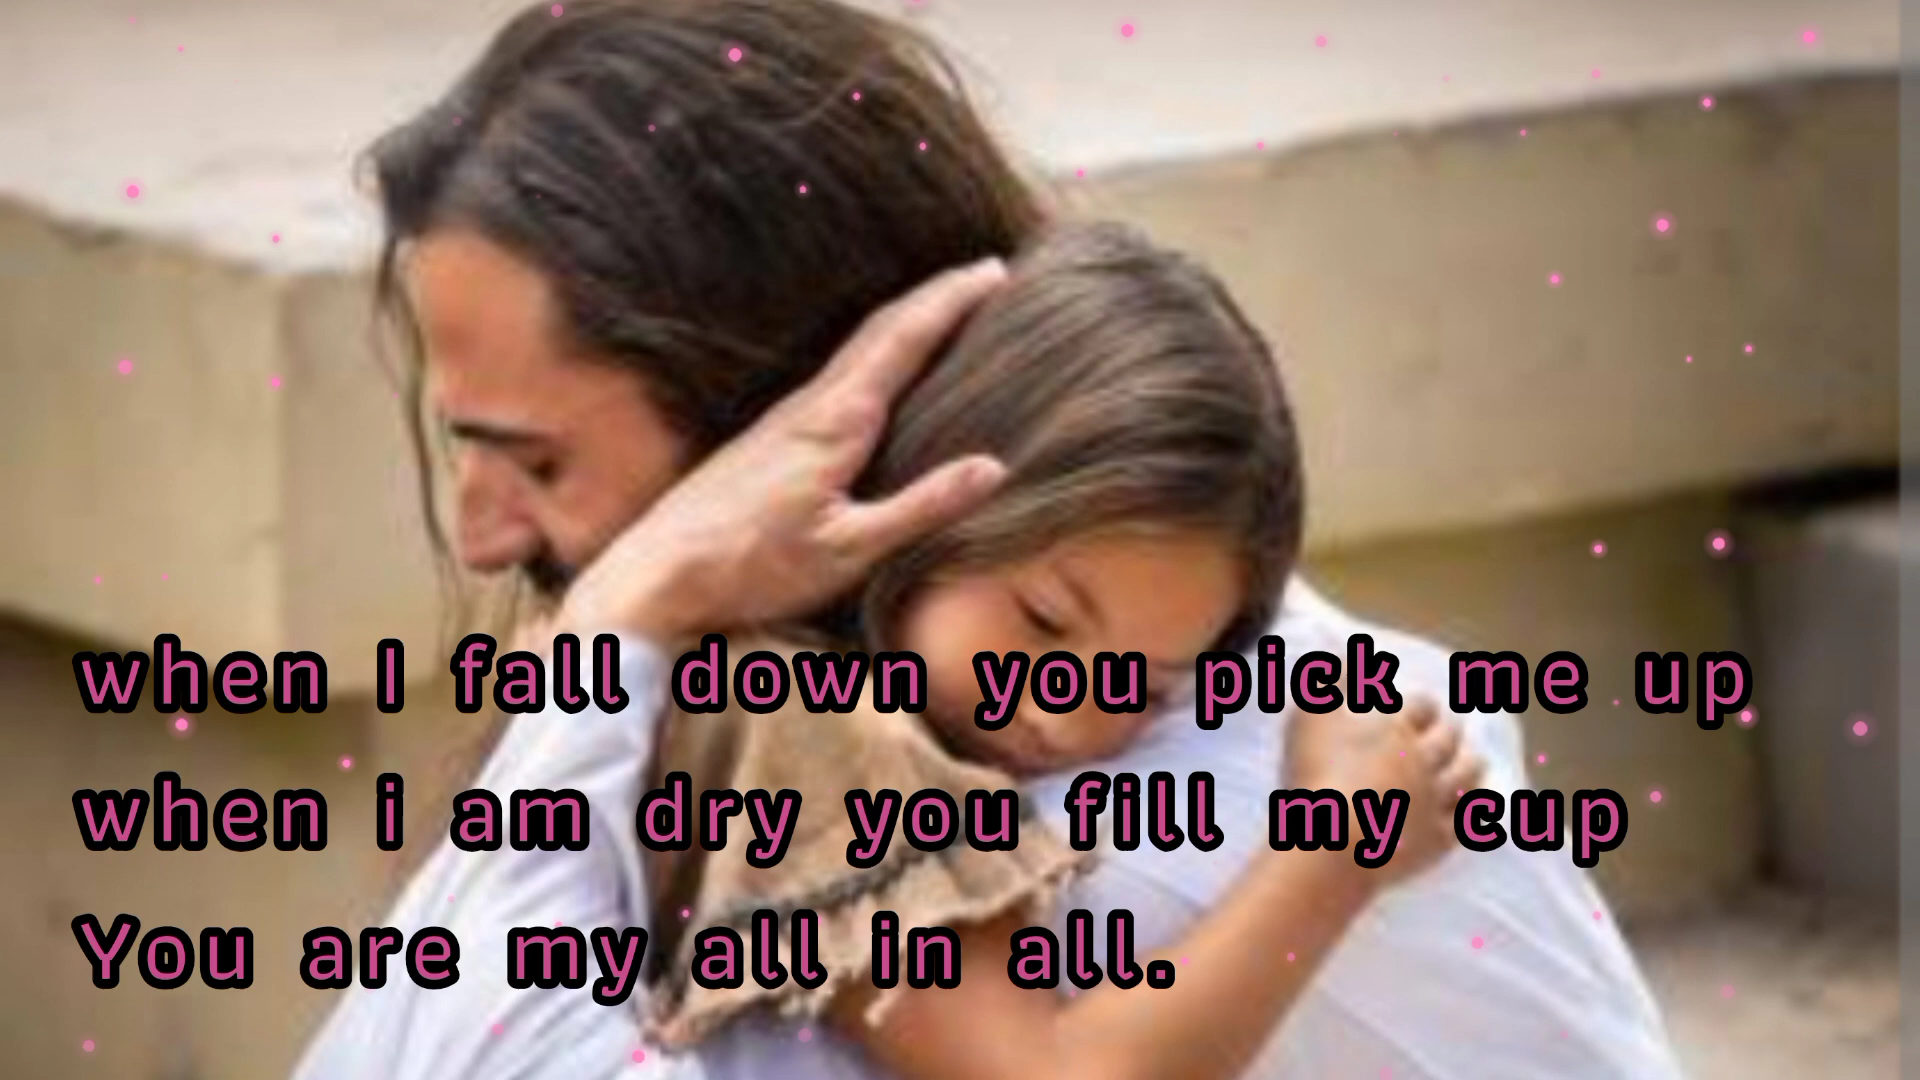 when I fall down you pick me up
when i am dry you fill my cup
You are my all in all.